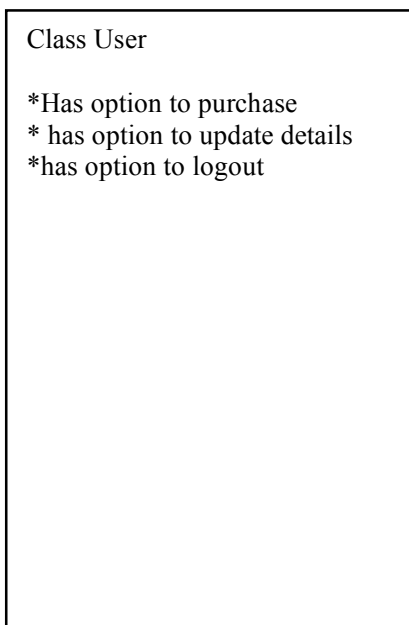 Class User
*Has option to purchase
* has option to update details
*has option to logout